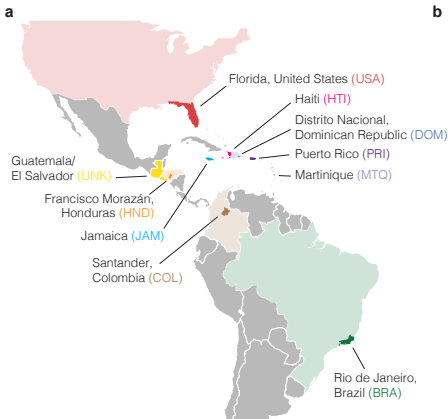 a
b
Florida, United States (USA)
Haiti (HTI)
Distrito Nacional,
Dominican Republic (DOM)
Puerto Rico (PRI)
Martinique (MTQ)
Guatemala/
El Salvador (UNK)
Francisco Morazán,
Honduras (HND)
Jamaica (JAM)
Santander,
Colombia (COL)
Rio de Janeiro,
Brazil (BRA)